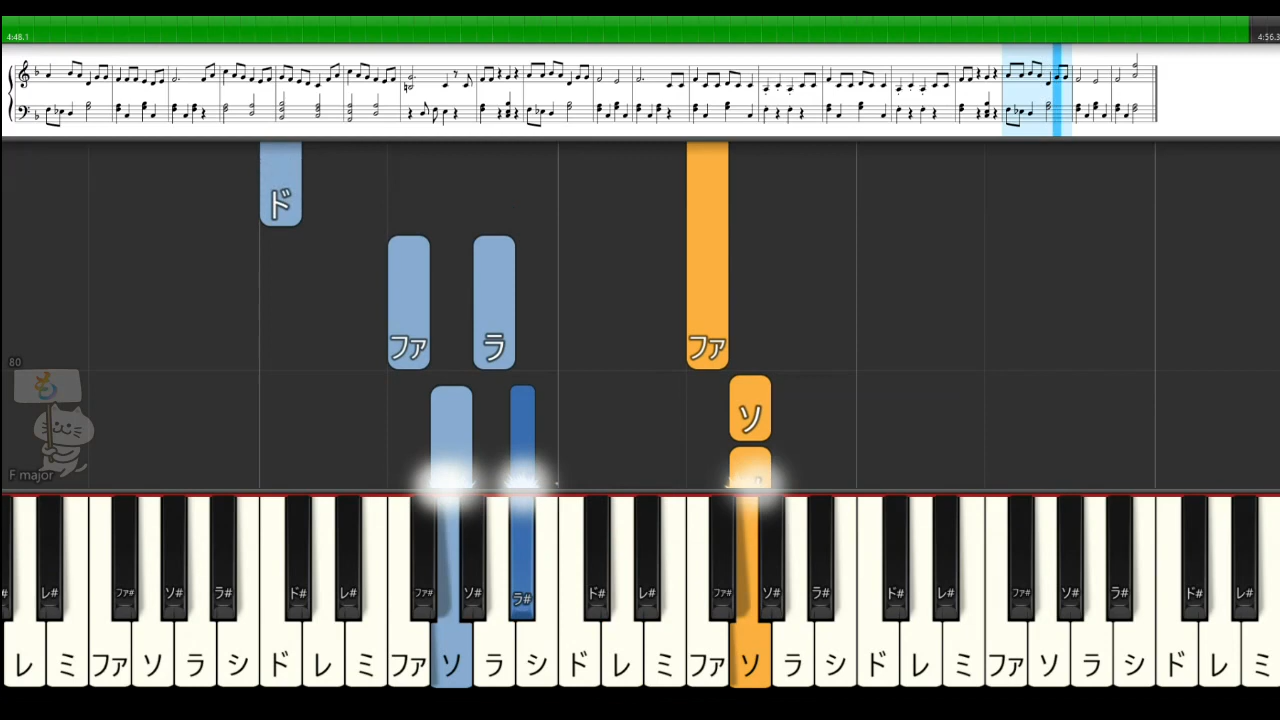 4:48.1 4:56.3
ド
ファ ラ ファ
80
ソ
F major
レ# ファ# ソ# ラ# ド# レ# ファ# ソ# ラ# ド# レ# ファ# ソ# ラ# ド# レ# ファ# ソ# ラ# ド# レ#
レ ミ ファ ソ ラ シ ド レ ミ ファ ソ ラ シ ド レ ミ ファ ソ ラ シ ド レ ミ ファ ソ ラ シ ド レ ミ